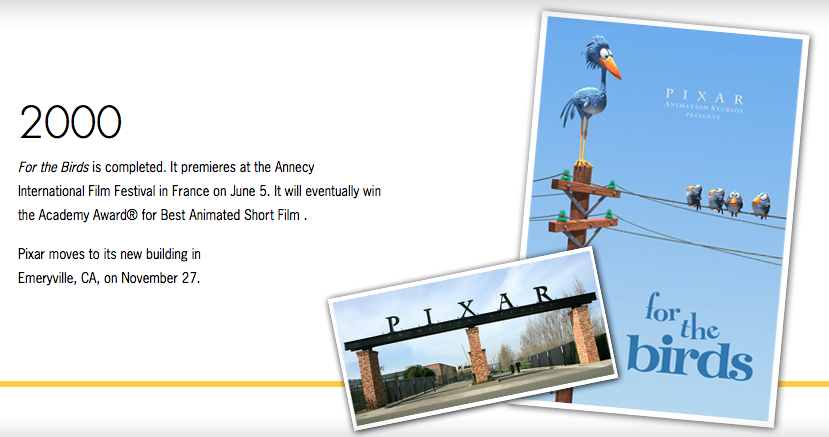 2000
For the Birds is completed. It premieres at the Annecy
International Film Festival in France on June 5. It will eventually win
the Academy Award® for Best Animated Short Film .
Pixar moves to its new building in
Emeryville, CA, on November 27.
PIXAR
ANIMATION STUDIOS
PRESENTS
for
the
birds
PIXAR
ANIMATION STUDIOS